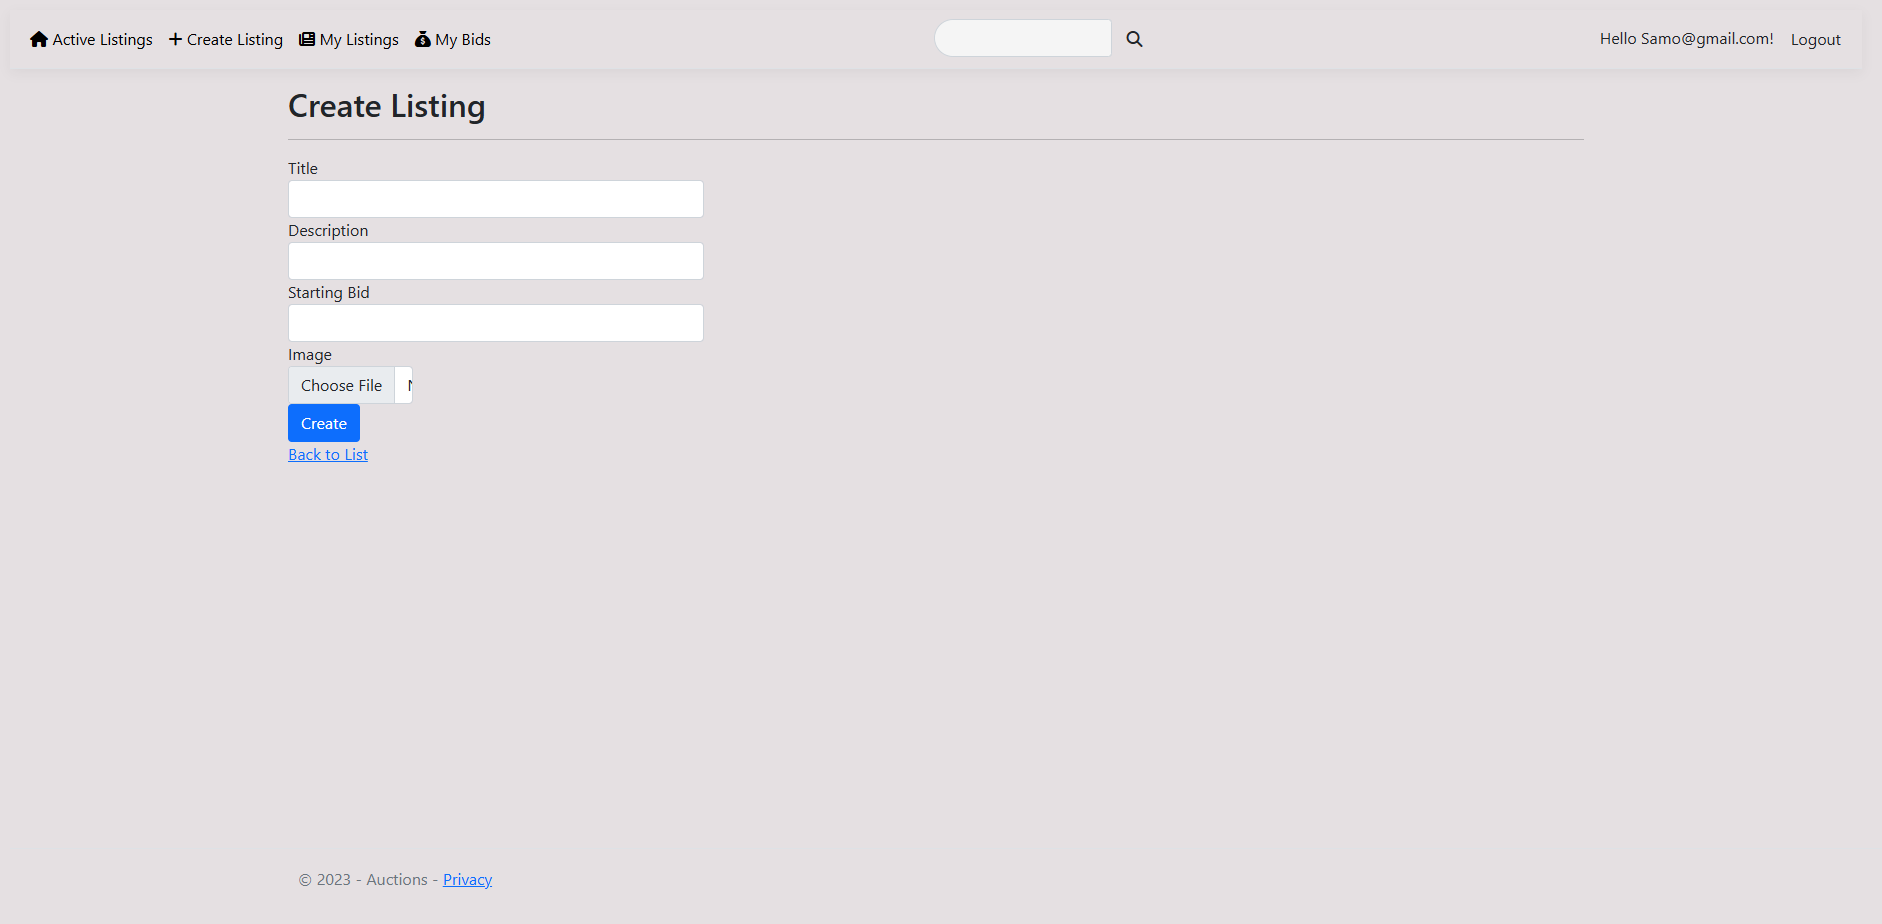 Active Listings Create Listing My Listings My Bids Hello Samo@gmail.com! Logout
Create Listing
Title
Description
Starting Bid
Image
Choose File
Create
Back to List
© 2023 - Auctions - Privacy